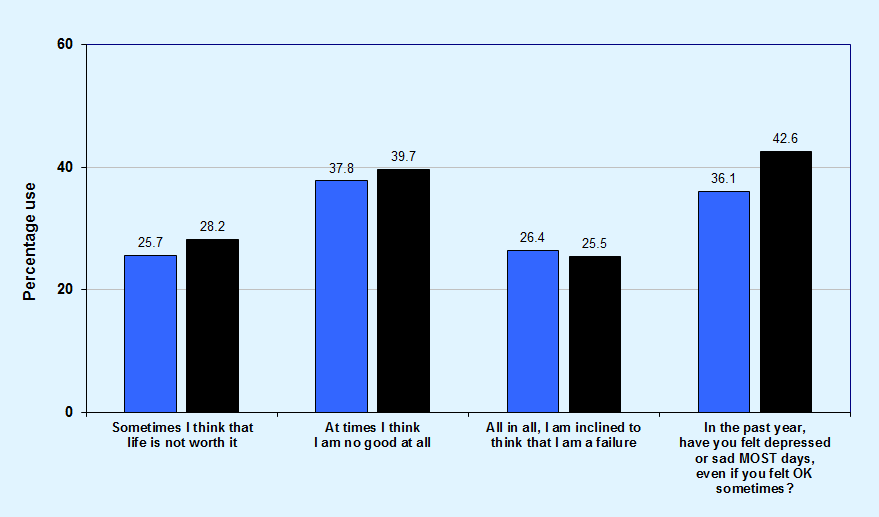 60
40
20
0
Percentage use
25.7
28.2
37.8
39.7
26.4
25.5
36.1
42.6
Sometimes I think that
life is not worth it
At times I think
I am no good at all
All in all, I am inclined to
think that I am a failure
In the past year,
have you felt depressed
or sad MOST days,
even if you felt OK
sometimes?